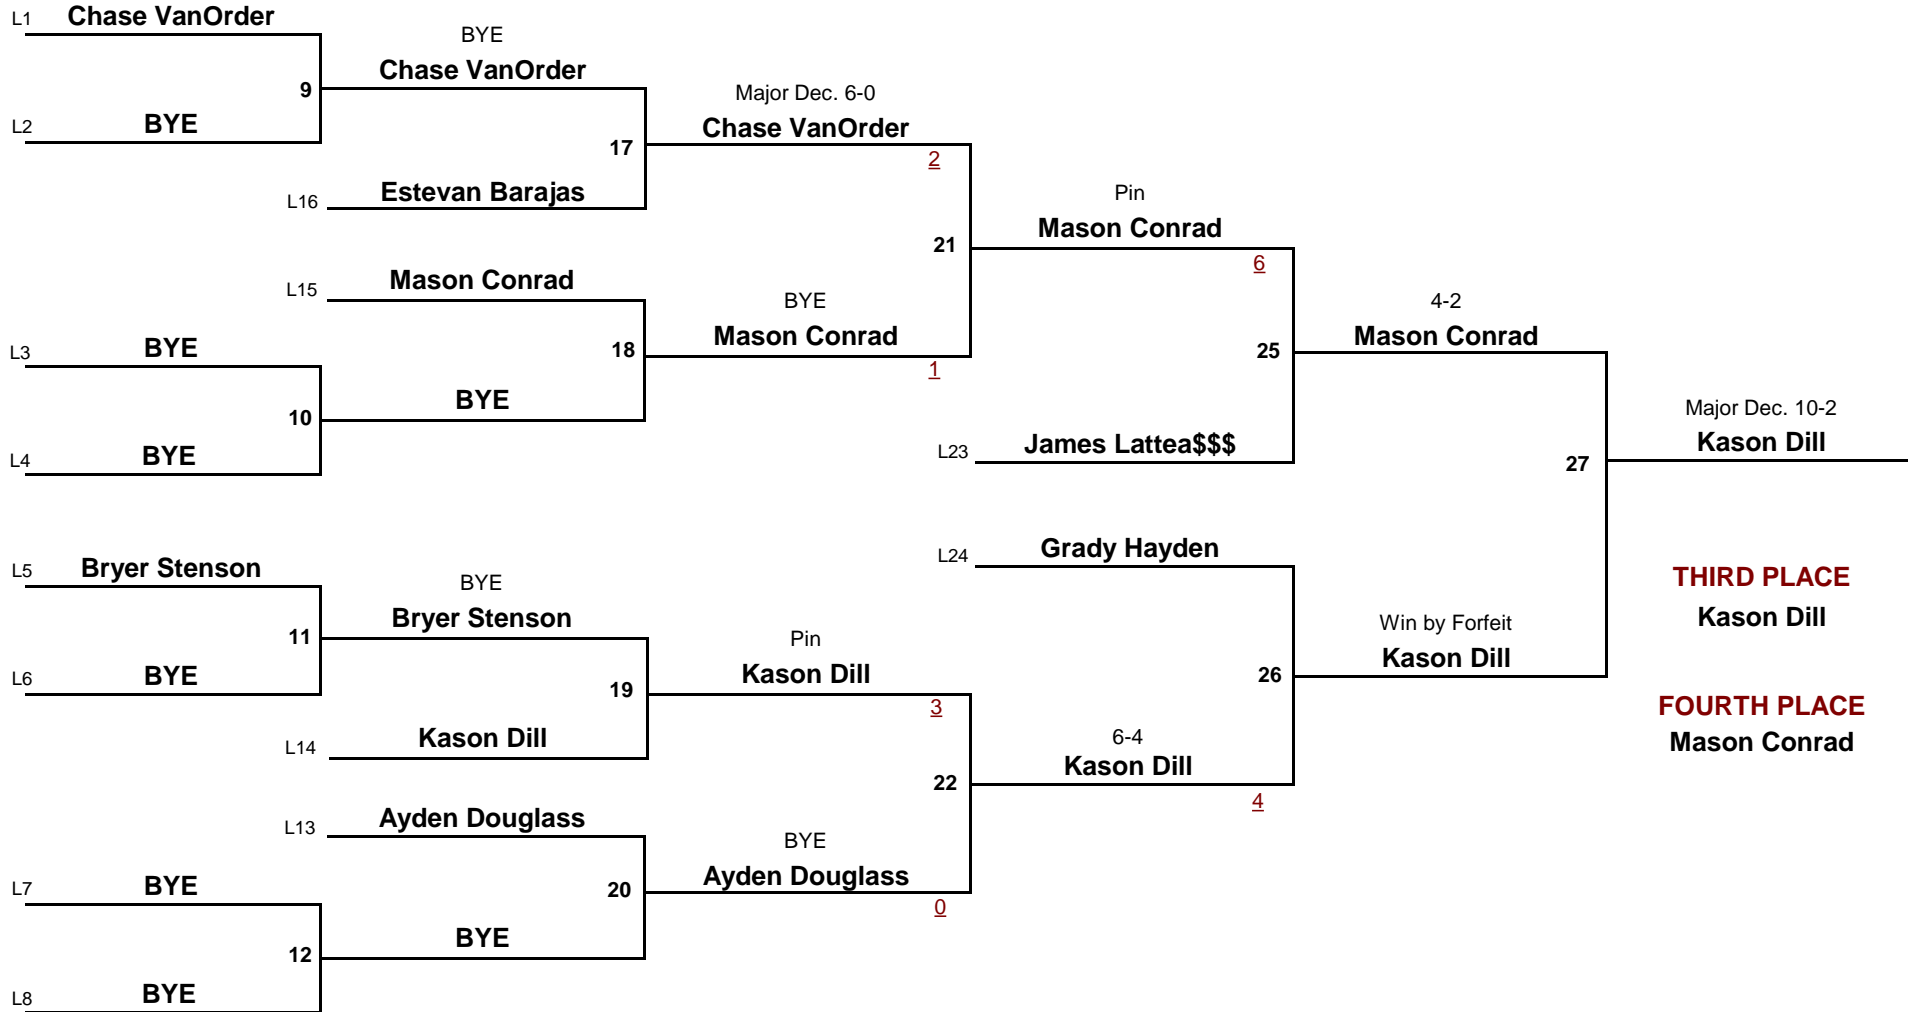 L1 Chase VanOrder
BYE
Chase VanOrder
9
L2 BYE
Major Dec. 6-0
Chase VanOrder
2
17
L16 Estevan Barajas
Pin
Mason Conrad
6
21
L15 Mason Conrad
BYE
Mason Conrad
1
18
L3 BYE
10
BYE
L4 BYE
4-2
Mason Conrad
25
L23 James Lattea$$$
Major Dec. 10-2
Kason Dill
27
L5 Bryer Stenson
BYE
Bryer Stenson
11
L6 BYE
L24 Grady Hayden
THIRD PLACE
Kason Dill
Pin
Kason Dill
3
19
L14 Kason Dill
Win by Forfeit
Kason Dill
26
FOURTH PLACE
Mason Conrad
6-4
Kason Dill
4
22
L13 Ayden Douglass
BYE
Ayden Douglass
0
20
L7 BYE
12
BYE
L8 BYE